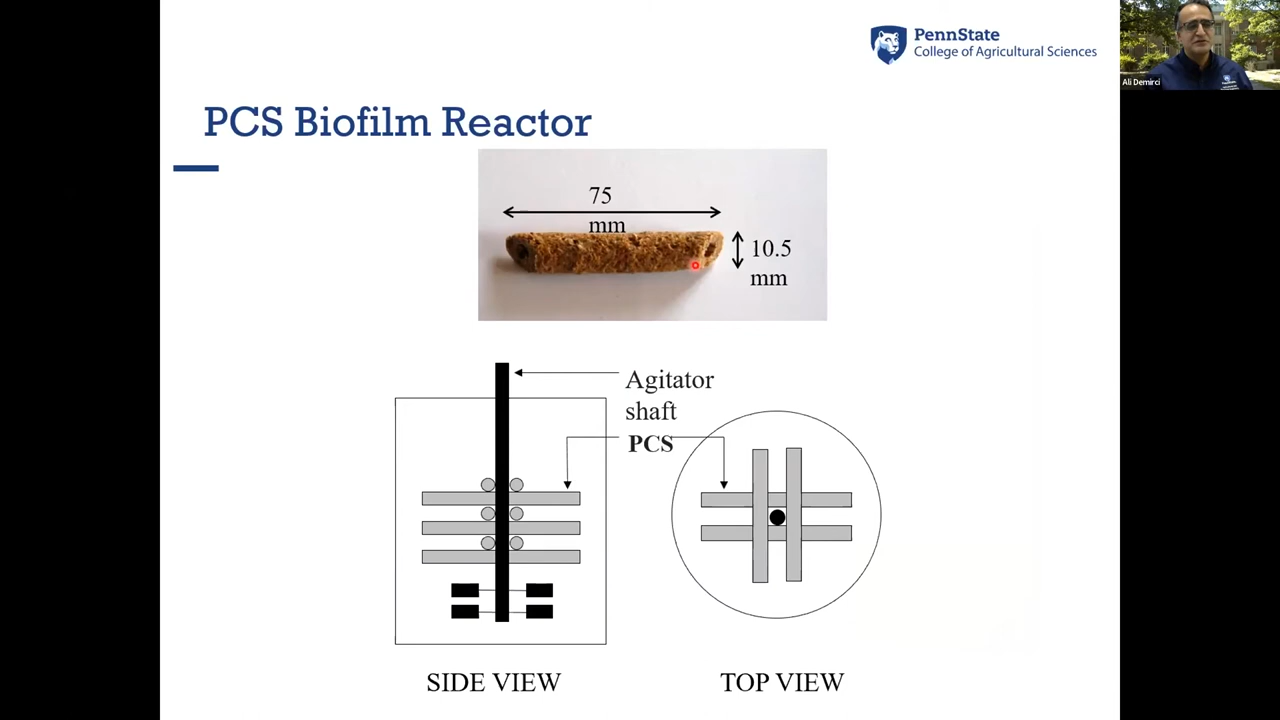 PennState
College of Agricultural Sciences
Ali Demirci
PCS Biofilm Reactor
75
mm
10.5
mm
Agitator
shaft
PCS
SIDE VIEW
TOP VIEW